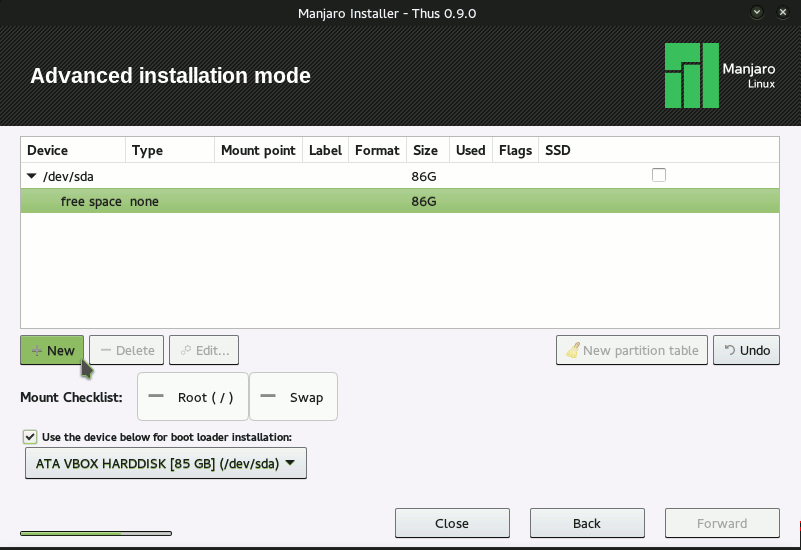 Manjaro Installer - Thus 0.9.0
Advanced installation mode
Manjaro
Linux
Device Type Mount point Label Format Size Used Flags SSD
/dev/sda 86G
free space none 86G
New Delete Edit... New partition table Undo
Mount Checklist: Root ( / ) Swap
Use the device below for boot loader installation:
ATA VBOX HARDDISK [85 GB] (/dev/sda)
Close Back Forward